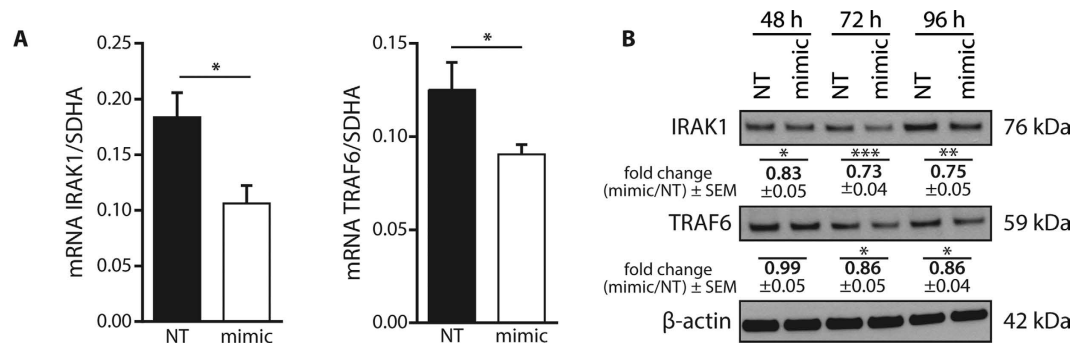 A
mRNA IRAK1/SDHA
0.25
0.20
0.15
0.10
0.05
0.00
*
NT mimic
mRNA TRAF6/SDHA
0.15
0.10
0.05
0.00
*
NT mimic
B
48 h 72 h 96 h
NT mimic NT mimic NT mimic
IRAK1 76 kDa
* *** **
fold change 0.83 0.73 0.75
(mimic/NT) ± SEM ±0.05 ±0.04 ±0.05
TRAF6 59 kDa
* *
fold change 0.99 0.86 0.86
(mimic/NT) ± SEM ±0.05 ±0.05 ±0.04
β-actin 42 kDa